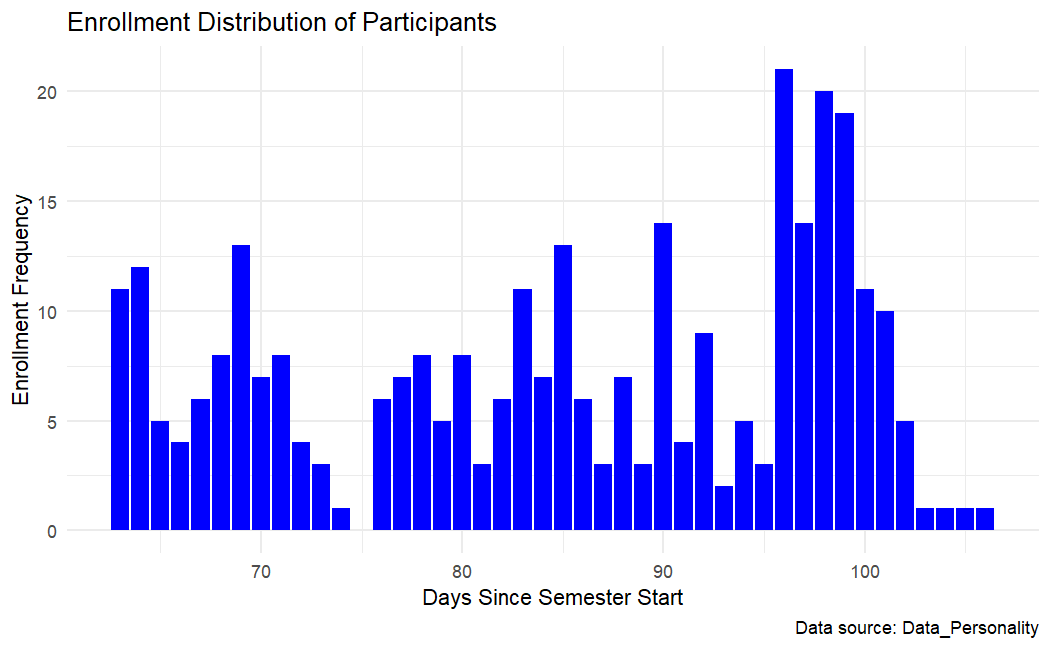 Enrollment Distribution of Participants
Enrollment Frequency
20
15
10
5
0
70 80 90 100
Days Since Semester Start
Data source: Data_Personality